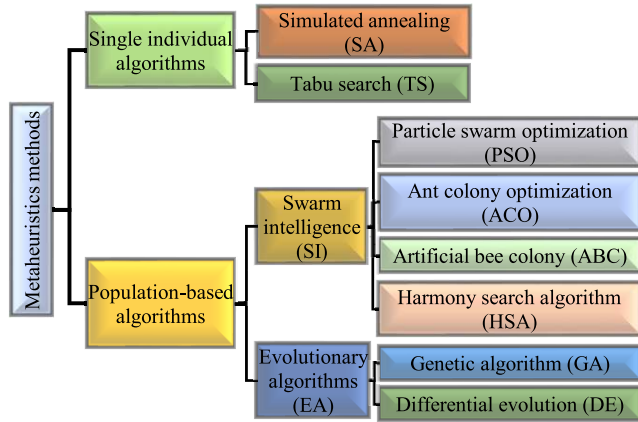 Metaheuristics methods
Single individual
algorithms
Simulated annealing
(SA)
Tabu search (TS)
Population-based
algorithms
Swarm
intelligence
(SI)
Particle swarm optimization
(PSO)
Ant colony optimization
(ACO)
Artificial bee colony (ABC)
Harmony search algorithm
(HSA)
Evolutionary
algorithms
(EA)
Genetic algorithm (GA)
Differential evolution (DE)